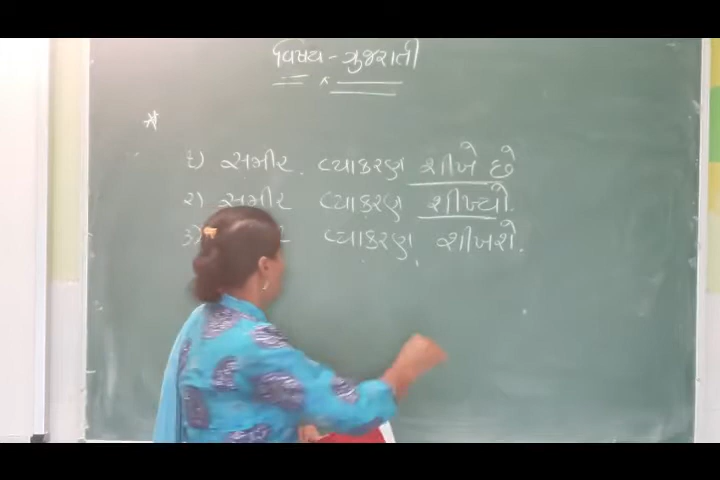 વિષય - ગુજરાતી
*
૧) સમીર વ્યાકરણ શીખે છે
૨) સમીર વ્યાકરણ શીખ્યો.
૩) વ્યાકરણ શીખશે.